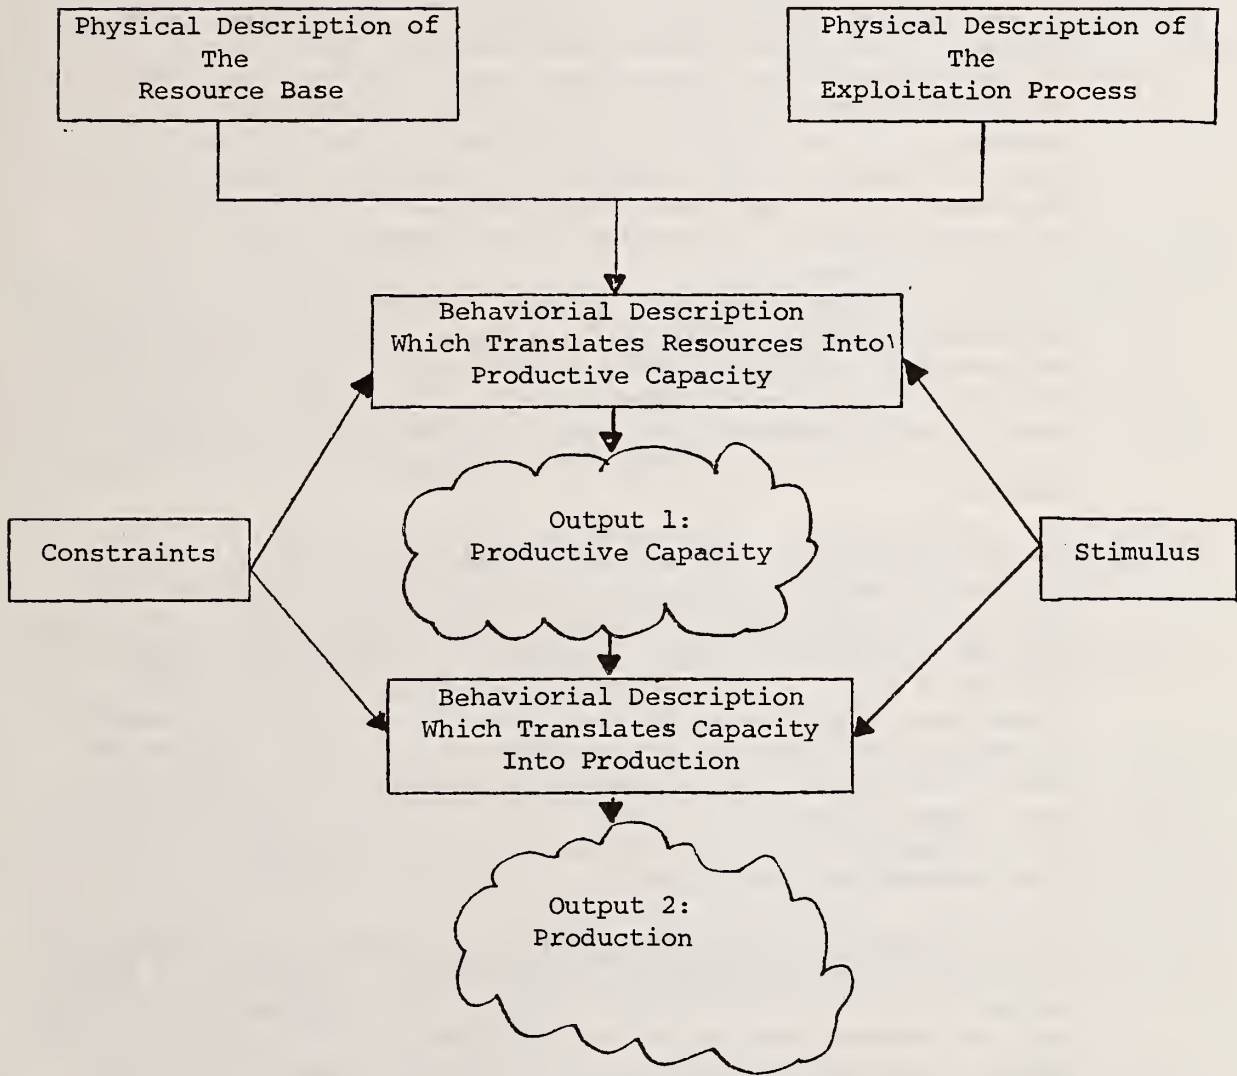 Physical Description of
The
Resource Base
Physical Description of
The
Exploitation Process
Behaviorial Description
Which Translates Resources Into
Productive Capacity
Output 1:
Productive Capacity
Constraints
Stimulus
Behaviorial Description
Which Translates Capacity
Into Production
Output 2:
Production